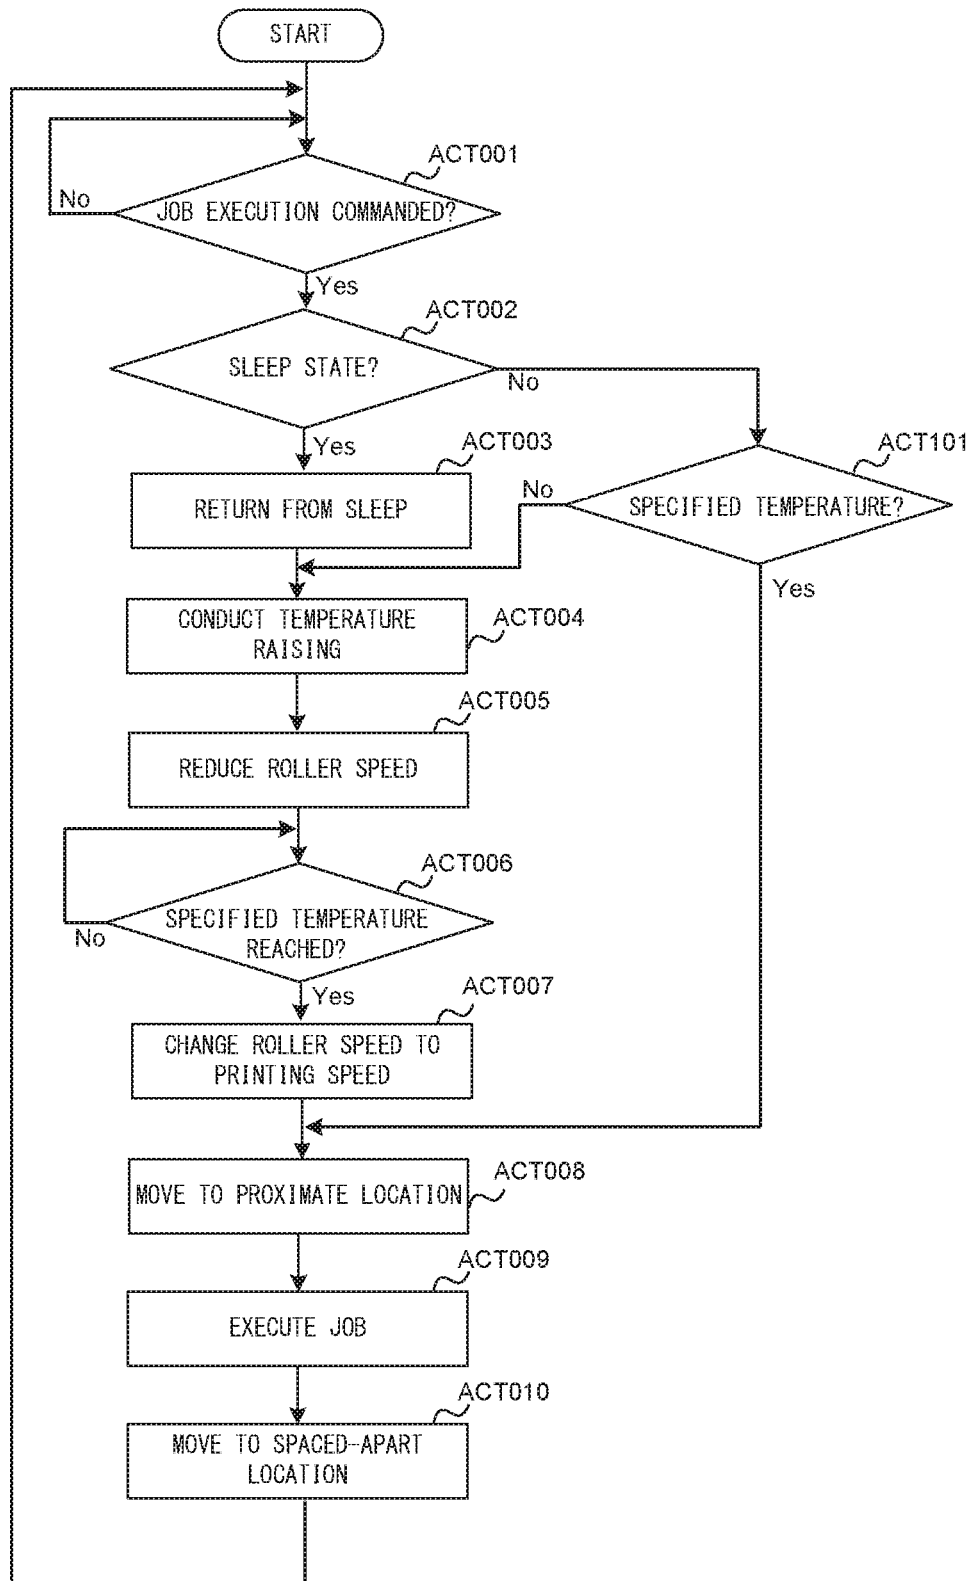 START
ACT001
No
JOB EXECUTION COMMANDED?
Yes
ACT002
SLEEP STATE?
No
Yes
ACT003
ACT101
RETURN FROM SLEEP
No
SPECIFIED TEMPERATURE?
Yes
CONDUCT TEMPERATURE
RAISING
ACT004
ACT005
REDUCE ROLLER SPEED
ACT006
SPECIFIED TEMPERATURE
REACHED?
No
Yes
ACT007
CHANGE ROLLER SPEED TO
PRINTING SPEED
ACT008
MOVE TO PROXIMATE LOCATION
ACT009
EXECUTE JOB
ACT010
MOVE TO SPACED-APART
LOCATION